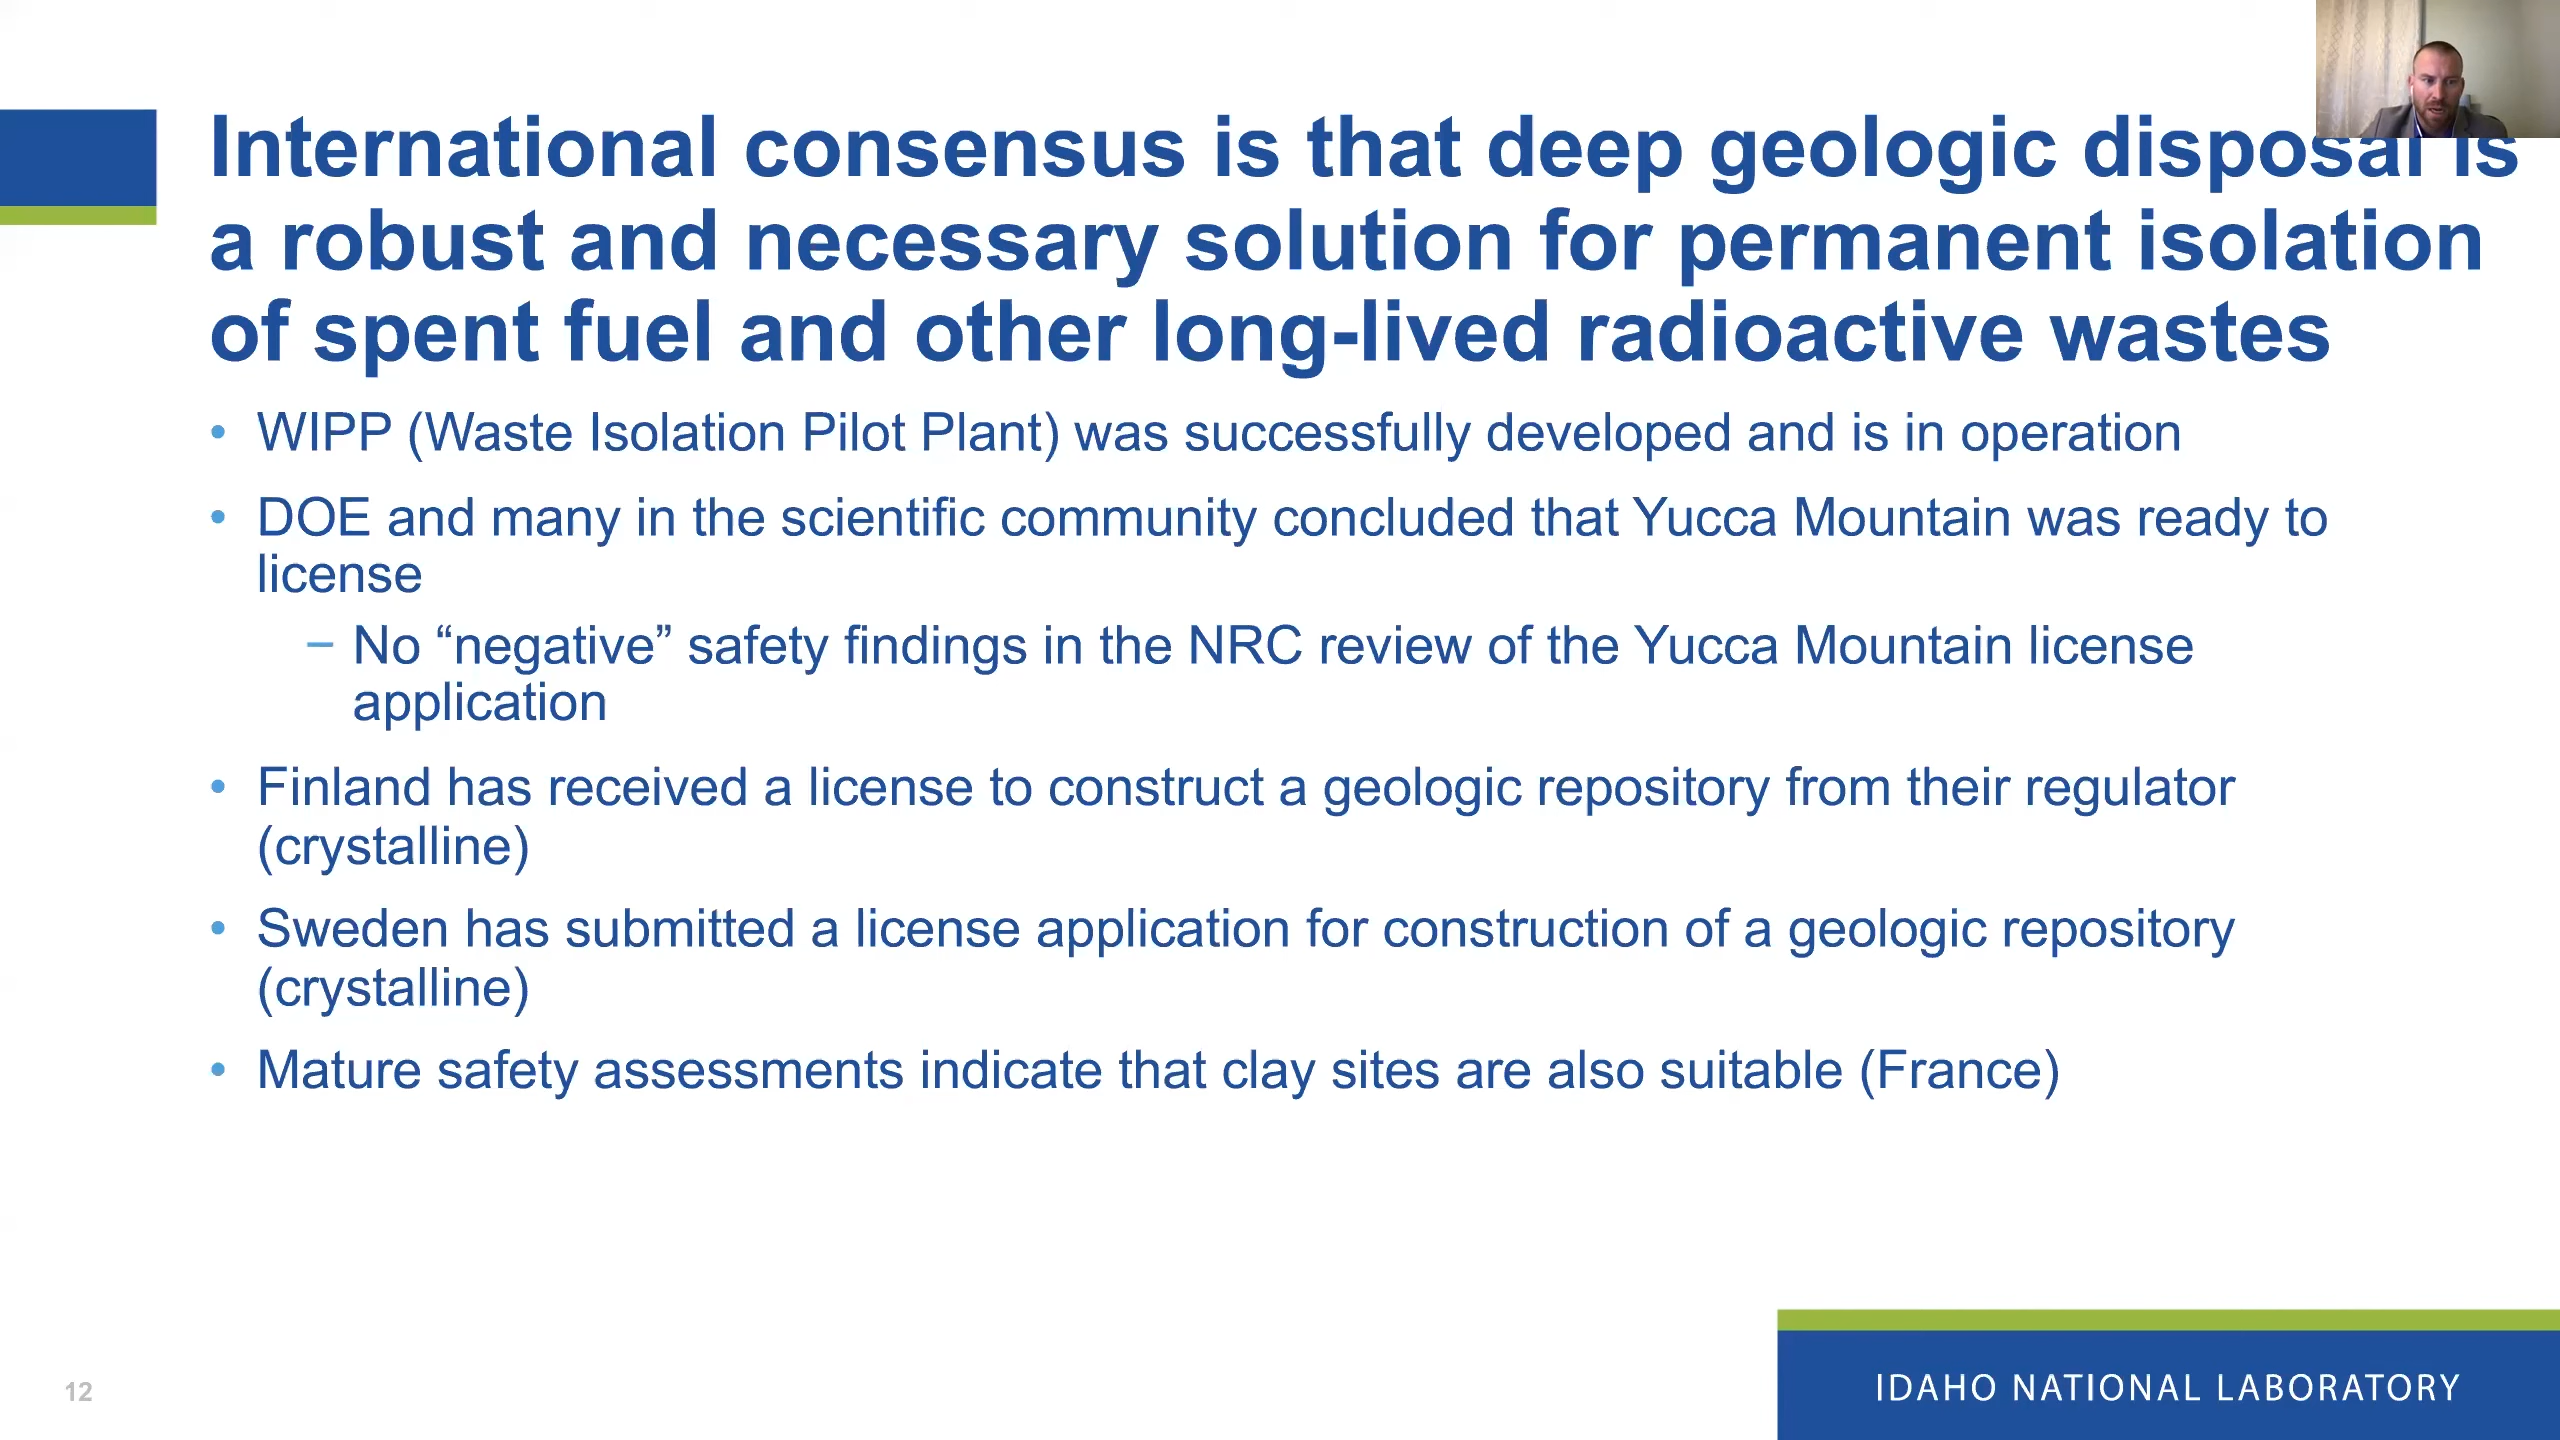 International consensus is that deep geologic disposal is
a robust and necessary solution for permanent isolation
of spent fuel and other long-lived radioactive wastes
• WIPP (Waste Isolation Pilot Plant) was successfully developed and is in operation
• DOE and many in the scientific community concluded that Yucca Mountain was ready to
license
– No “negative” safety findings in the NRC review of the Yucca Mountain license
application
• Finland has received a license to construct a geologic repository from their regulator
(crystalline)
• Sweden has submitted a license application for construction of a geologic repository
(crystalline)
• Mature safety assessments indicate that clay sites are also suitable (France)
12
IDAHO NATIONAL LABORATORY